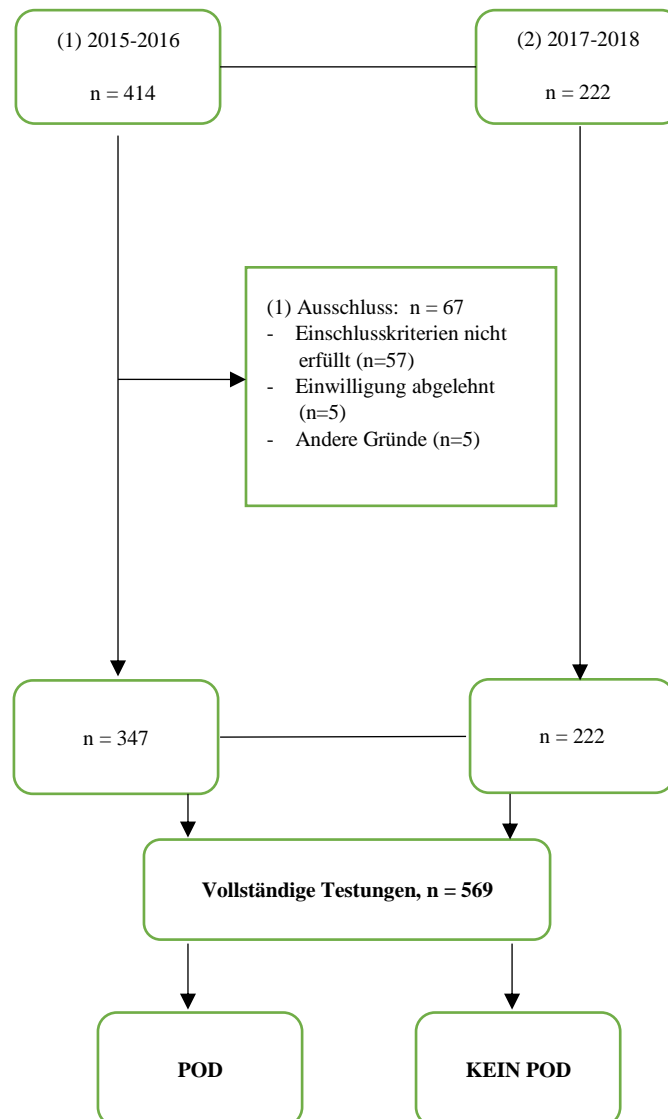 (1) 2015-2016
n = 414
(2) 2017-2018
n = 222
(1) Ausschluss: n = 67
- Einschlusskriterien nicht
erfüllt (n=57)
- Einwilligung abgelehnt
(n=5)
- Andere Gründe (n=5)
n = 347
n = 222
Vollständige Testungen, n = 569
POD
KEIN POD